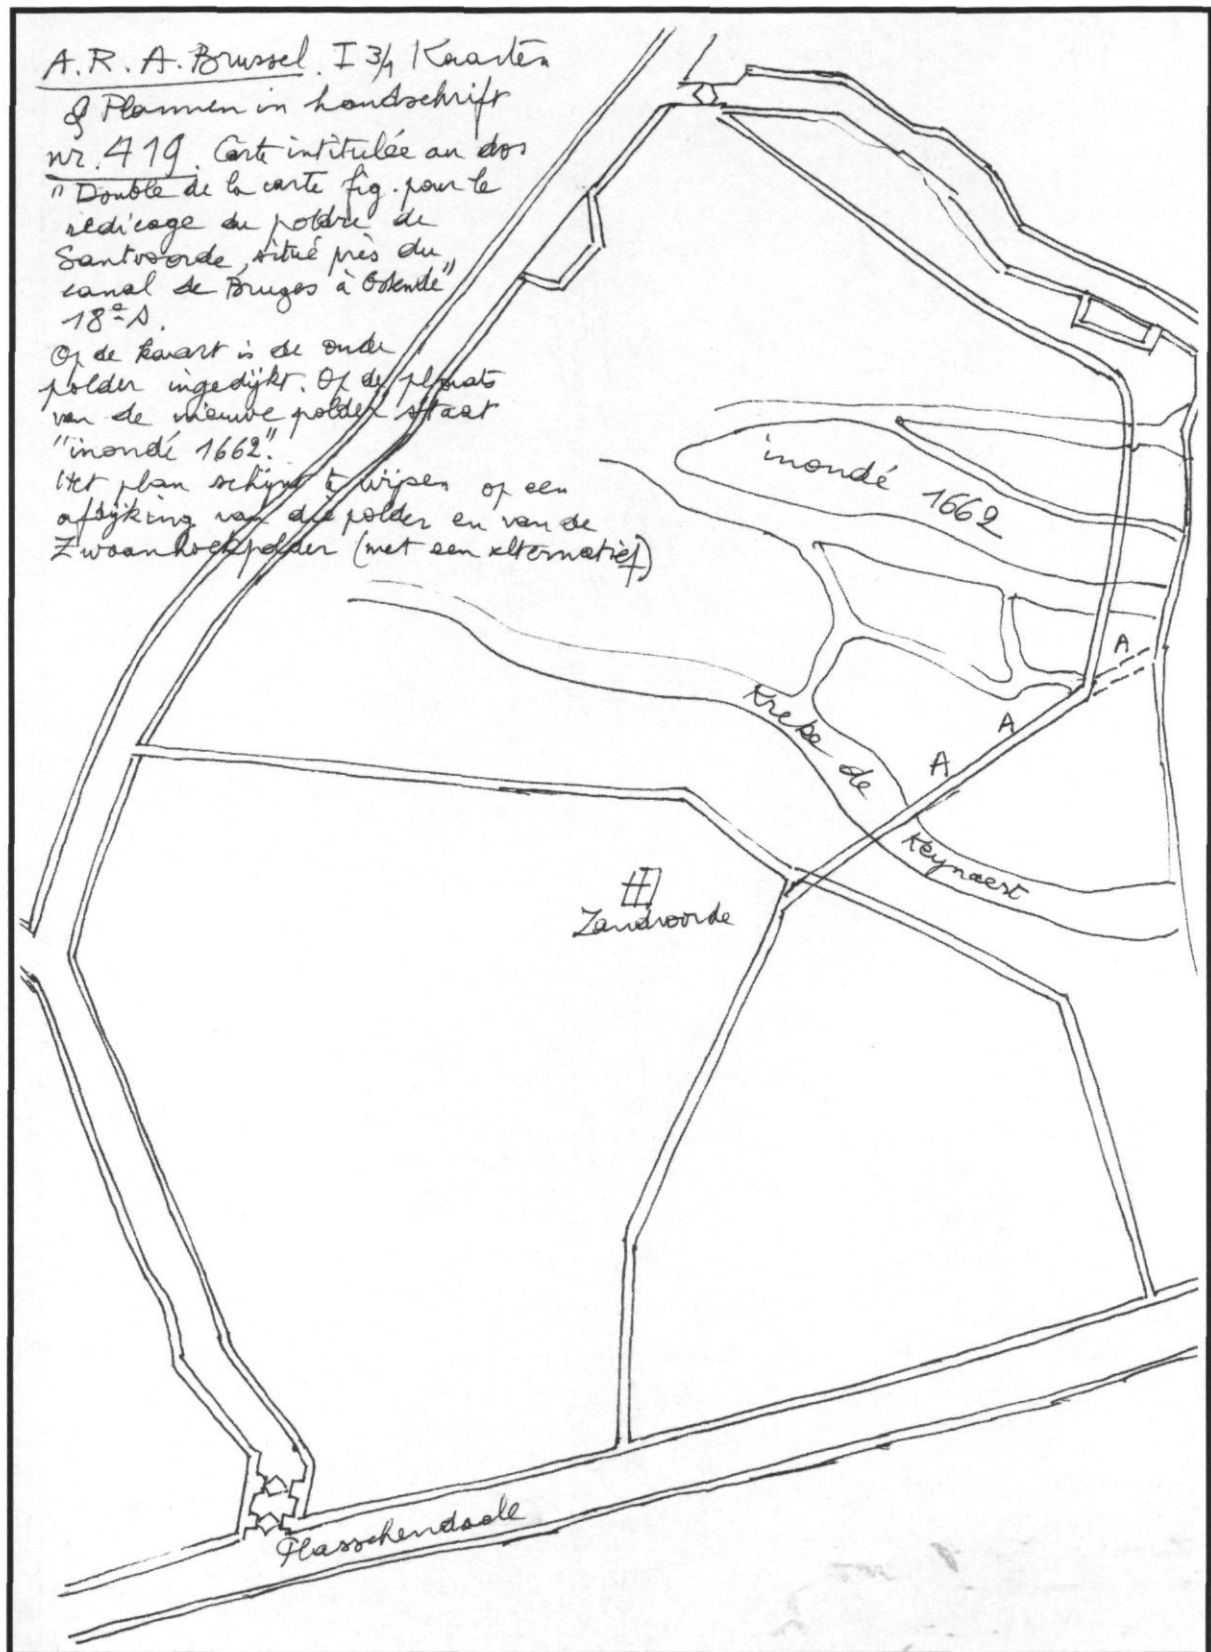 A.R.A. Brussel. I 3/4 Kaarten
& Plannen in handschrift
nr. 419. Carte intitulée au dos
"Double de la carte fig. pour le
redicage du poldre de
Santvoorde, situé près du
canal de Bruges à Ostende"
18e S.
Op de kaart is de oude
polder ingedijkt. Op de plaats
van de nieuwe polder staat
"inondé 1662".
Het plan schijnt te wijzen op een
afdijking van die polder en van de
Zwaanhoekpolder (met een alternatief)
inondé 1662
A
A
A
Kreke de
Keynaert
Zandvoorde
Plasschendaele